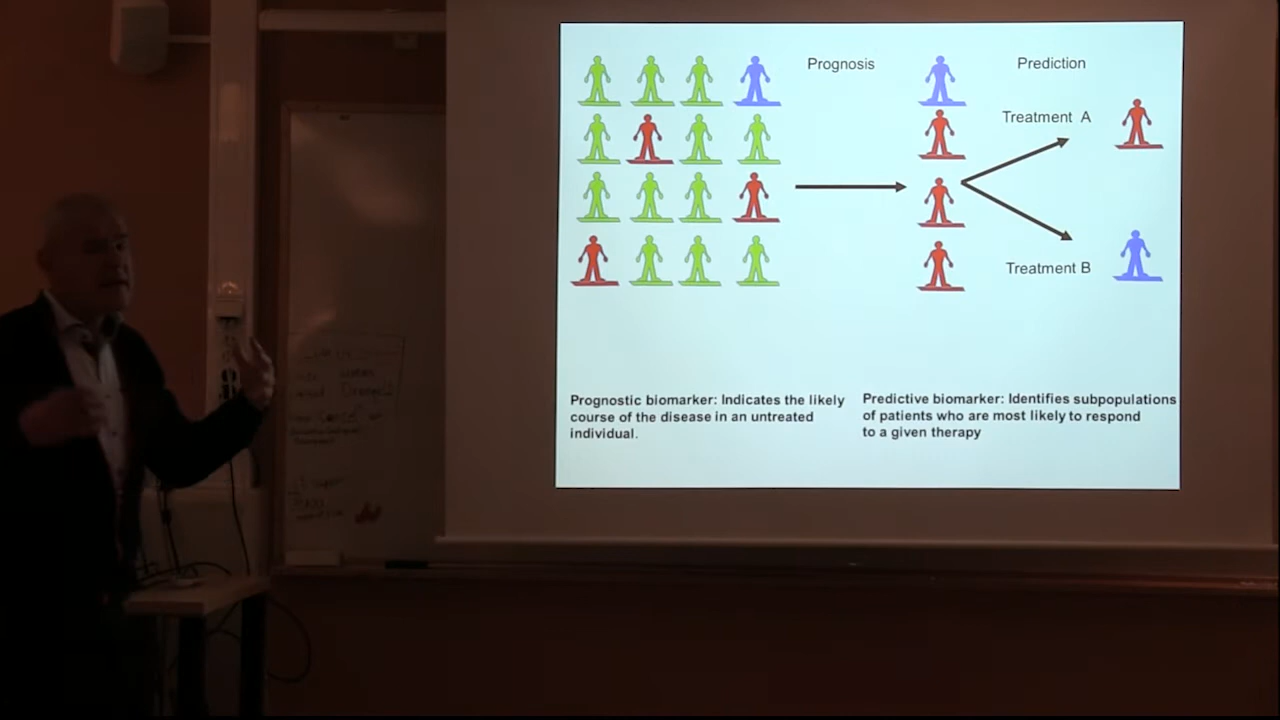 Prognosis
Prediction
Treatment A
Treatment B
Prognostic biomarker: Indicates the likely
course of the disease in an untreated
individual.
Predictive biomarker: Identifies subpopulations
of patients who are most likely to respond
to a given therapy